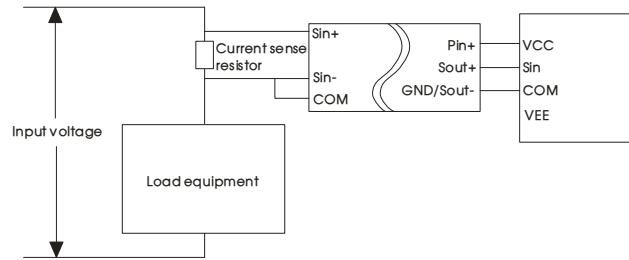 Sin+
Current sense
resistor
Sin-
COM
Pin+
Sout+
GND/Sout-
VCC
Sin
COM
VEE
Input voltage
Load equipment